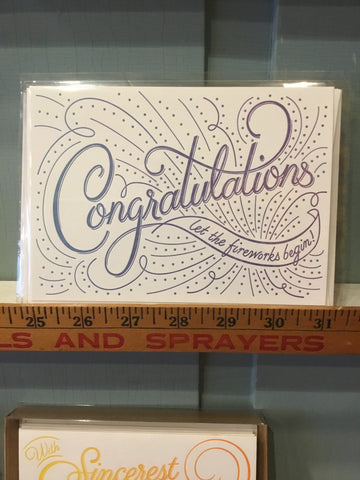 Congratulations
let the fireworks begin!
25 26 27 28 29 30 31
LS AND SPRAYERS
With
Sincerest